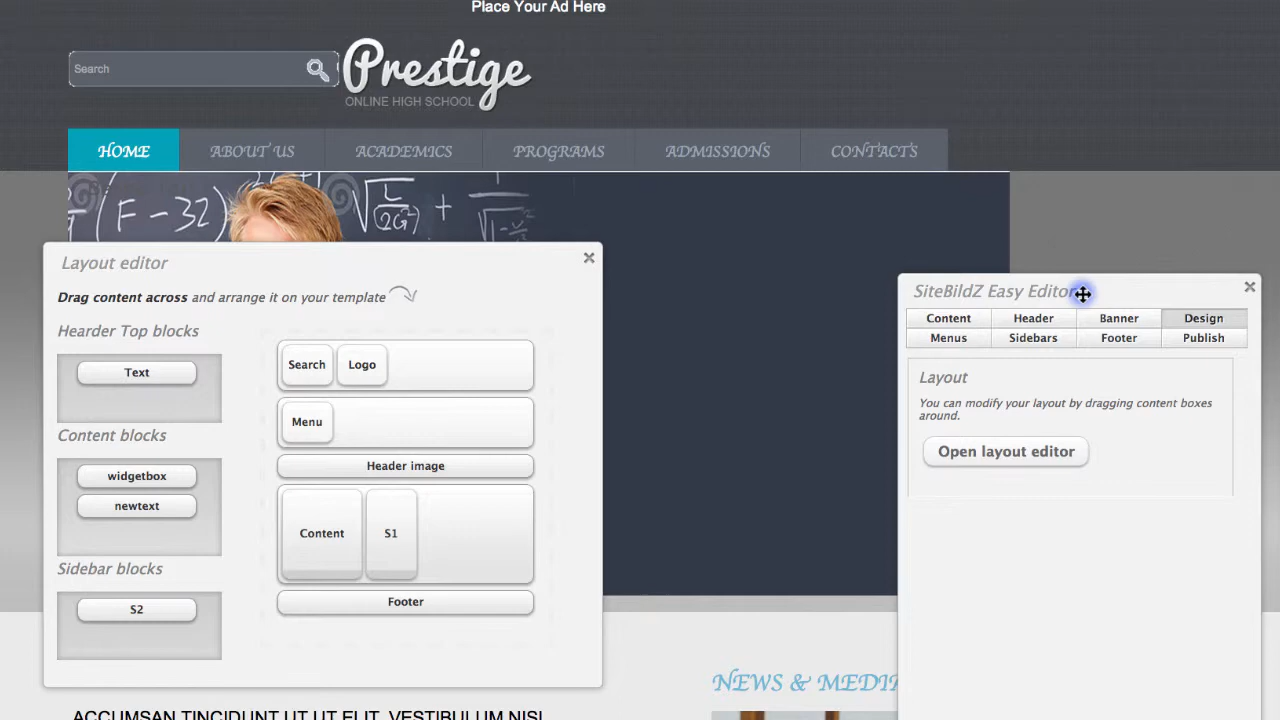 Place Your Ad Here
Search
Prestige
ONLINE HIGH SCHOOL
HOME ABOUT US ACADEMICS PROGRAMS ADMISSIONS CONTACTS
(F - 32)
Layout editor
Drag content across and arrange it on your template
Hearder Top blocks
Text
Content blocks
widgetbox
newtext
Sidebar blocks
S2
Search Logo
Menu
Header image
Content S1
Footer
SiteBildZ Easy Editor
Content Header Banner Design
Menus Sidebars Footer Publish
Layout
You can modify your layout by dragging content boxes
around.
Open layout editor
NEWS & MEDIA
ACCUMSAN TINCIDUNT UT UT ELIT. VESTIBULUM NISL